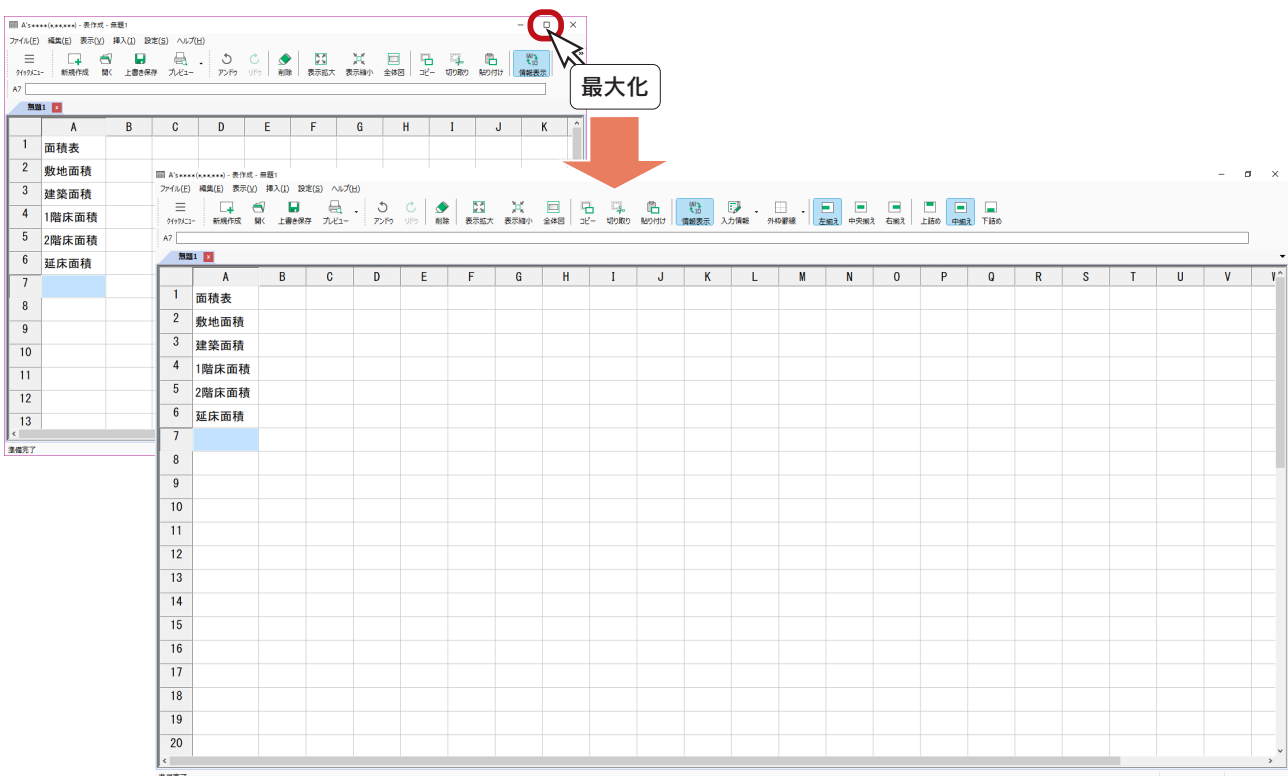 A's****(*,**,***) - 表作成 - 無題1
ファイル(F) 編集(E) 表示(V) 挿入(I) 設定(S) ヘルプ(H)
クイックメニュー 新規作成 開く 上書き保存 プレビュー アンドゥ リドゥ 削除 表示拡大 表示縮小 全体図 コピー 切り取り 貼り付け 情報表示 »
A7
無題1
A B C D E F G H I J K
1 面積表
2 敷地面積
3 建築面積
4 1階床面積
5 2階床面積
6 延床面積
7
8
9
10
11
12
13
準備完了
最大化
A's****(*,**,***) - 表作成 - 無題1
ファイル(F) 編集(E) 表示(V) 挿入(I) 設定(S) ヘルプ(H)
クイックメニュー 新規作成 開く 上書き保存 プレビュー アンドゥ リドゥ 削除 表示拡大 表示縮小 全体図 コピー 切り取り 貼り付け 情報表示 入力情報 外枠罫線 左揃え 中央揃え 右揃え 上詰め 中揃え 下詰め
A7
無題1
A B C D E F G H I J K L M N O P Q R S T U V W
1 面積表
2 敷地面積
3 建築面積
4 1階床面積
5 2階床面積
6 延床面積
7
8
9
10
11
12
13
14
15
16
17
18
19
20